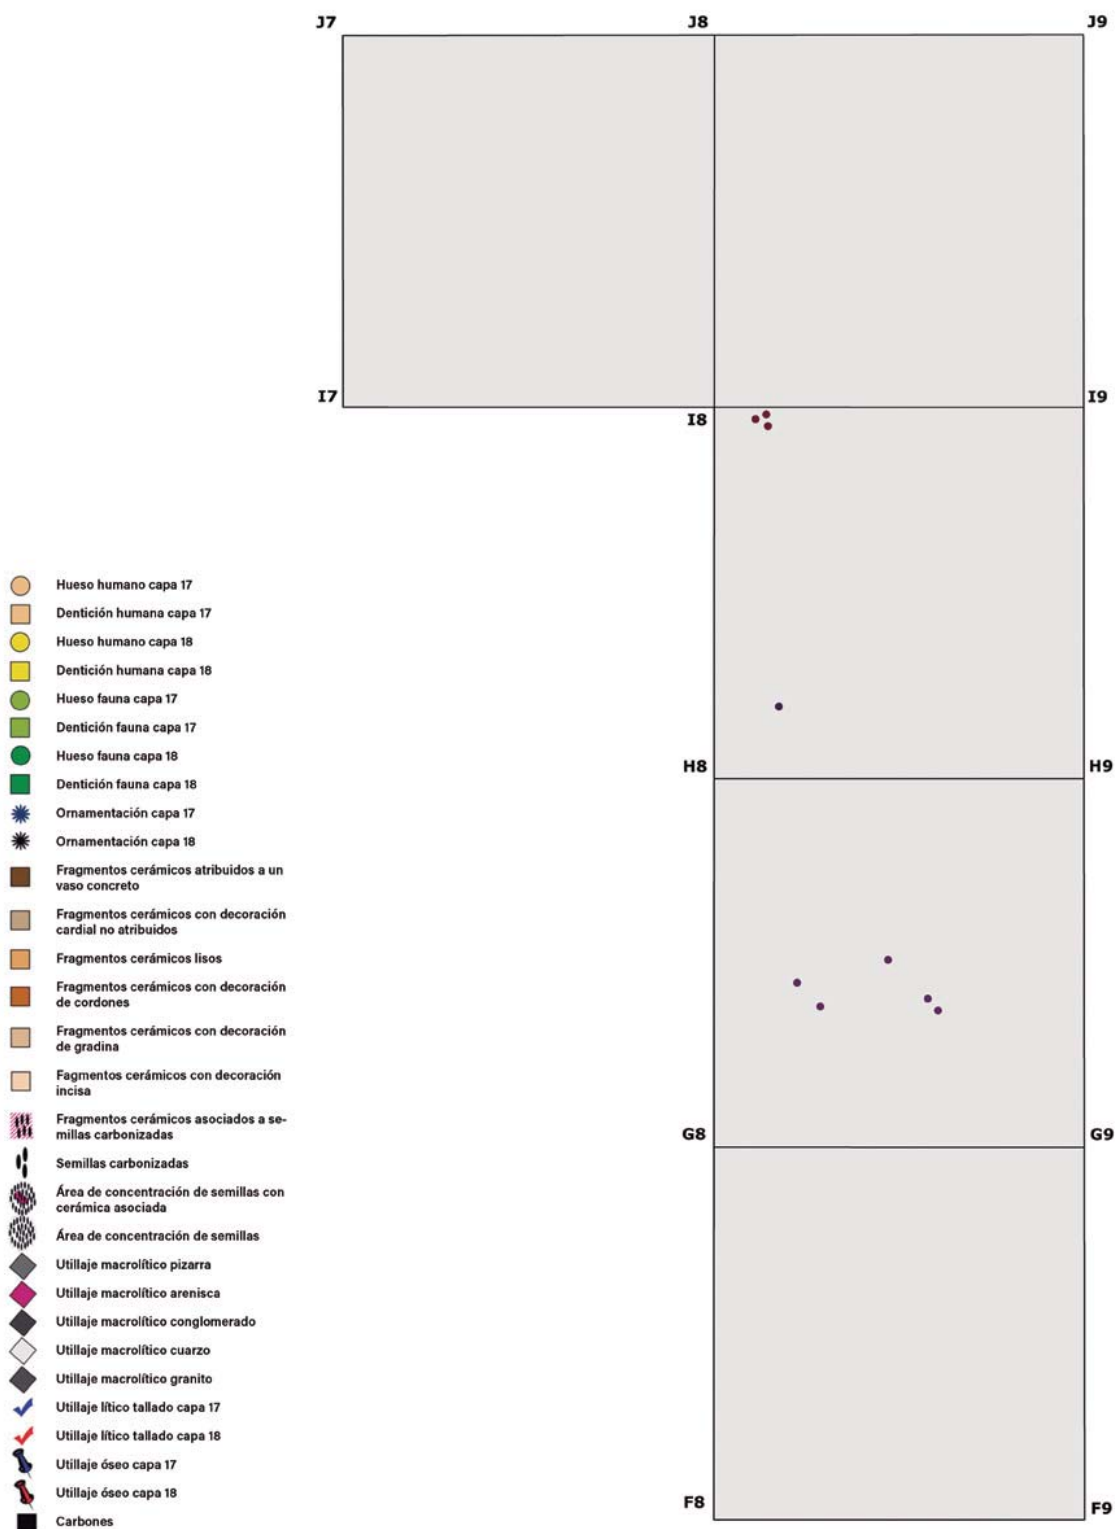 J7
J8
J9
I7
I8
I9
H8
H9
G8
G9
F8
F9
Hueso humano capa 17
Dentición humana capa 17
Hueso humano capa 18
Dentición humana capa 18
Hueso fauna capa 17
Dentición fauna capa 17
Hueso fauna capa 18
Dentición fauna capa 18
Ornamentación capa 17
Ornamentación capa 18
Fragmentos cerámicos atribuidos a un
vaso concreto
Fragmentos cerámicos con decoración
cardial no atribuidos
Fragmentos cerámicos lisos
Fragmentos cerámicos con decoración
de cordones
Fragmentos cerámicos con decoración
de gradina
Fagmentos cerámicos con decoración
incisa
Fragmentos cerámicos asociados a se-
millas carbonizadas
Semillas carbonizadas
Área de concentración de semillas con
cerámica asociada
Área de concentración de semillas
Utillaje macrolítico pizarra
Utillaje macrolítico arenisca
Utillaje macrolítico conglomerado
Utillaje macrolítico cuarzo
Utillaje macrolítico granito
Utillaje lítico tallado capa 17
Utillaje lítico tallado capa 18
Utillaje óseo capa 17
Utillaje óseo capa 18
Carbones